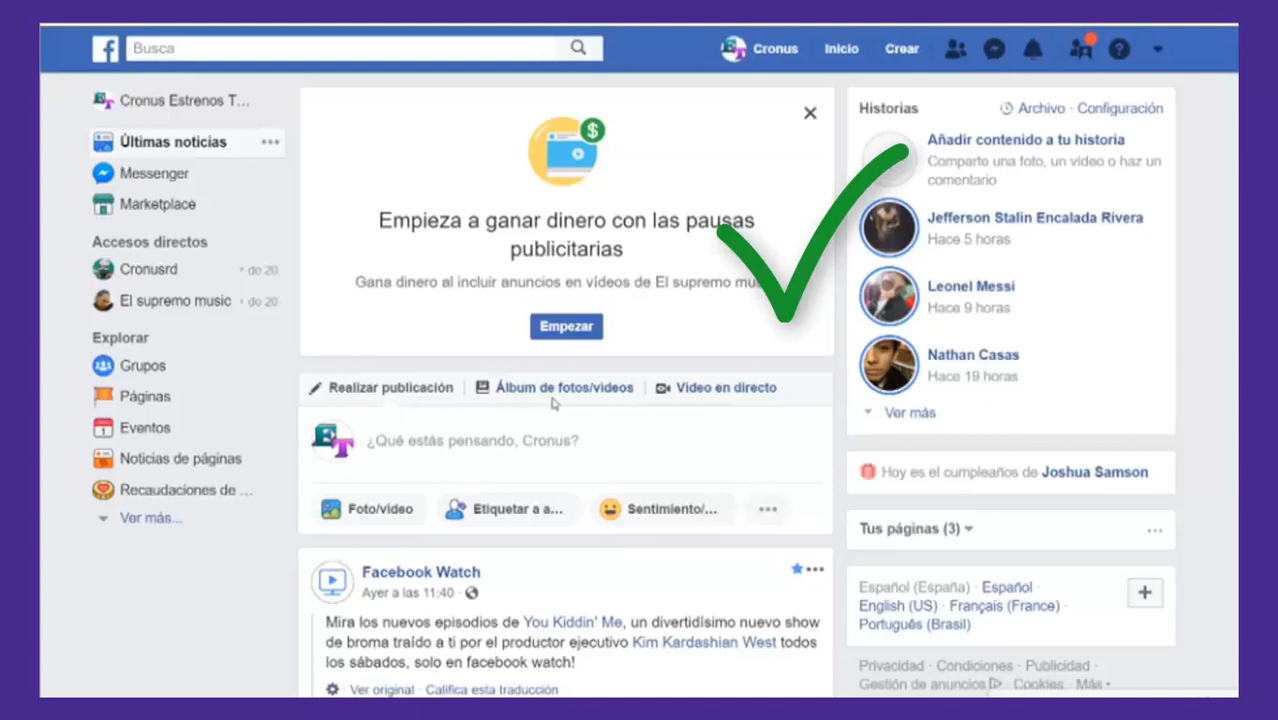 Busca
Cronus
Inicio
Crear
Cronus Estrenos T...
Últimas noticias
Messenger
Marketplace
Accesos directos
Cronusrd
do 20
El supremo music
do 20
Explorar
Grupos
Páginas
Eventos
Noticias de páginas
Recaudaciones de ...
Ver más...
Empieza a ganar dinero con las pausas
publicitarias
Gana dinero al incluir anuncios en vídeos de El supremo
Empezar
Realizar publicación
Álbum de fotos/videos
Video en directo
¿Qué estás pensando, Cronus?
Foto/video
Etiquetar a a...
Sentimiento/...
Facebook Watch
Ayer a las 11:40 ·
Mira los nuevos episodios de You Kiddin' Me, un divertidísimo nuevo show
de broma traído a ti por el productor ejecutivo Kim Kardashian West todos
los sábados, solo en facebook watch!
· Ver original · Califica esta traducción
Historias
Archivo · Configuración
Añadir contenido a tu historia
Comparte una foto, un vídeo o haz un
comentario
Jefferson Stalin Encalada Rivera
Hace 5 horas
Leonel Messi
Hace 9 horas
Nathan Casas
Hace 19 horas
Ver más
Hoy es el cumpleaños de Joshua Samson
Tus páginas (3)
Español (España) · Español ·
English (US) · Français (France) ·
Português (Brasil)
Privacidad · Condiciones · Publicidad ·
Gestión de anuncios · Cookies · Más